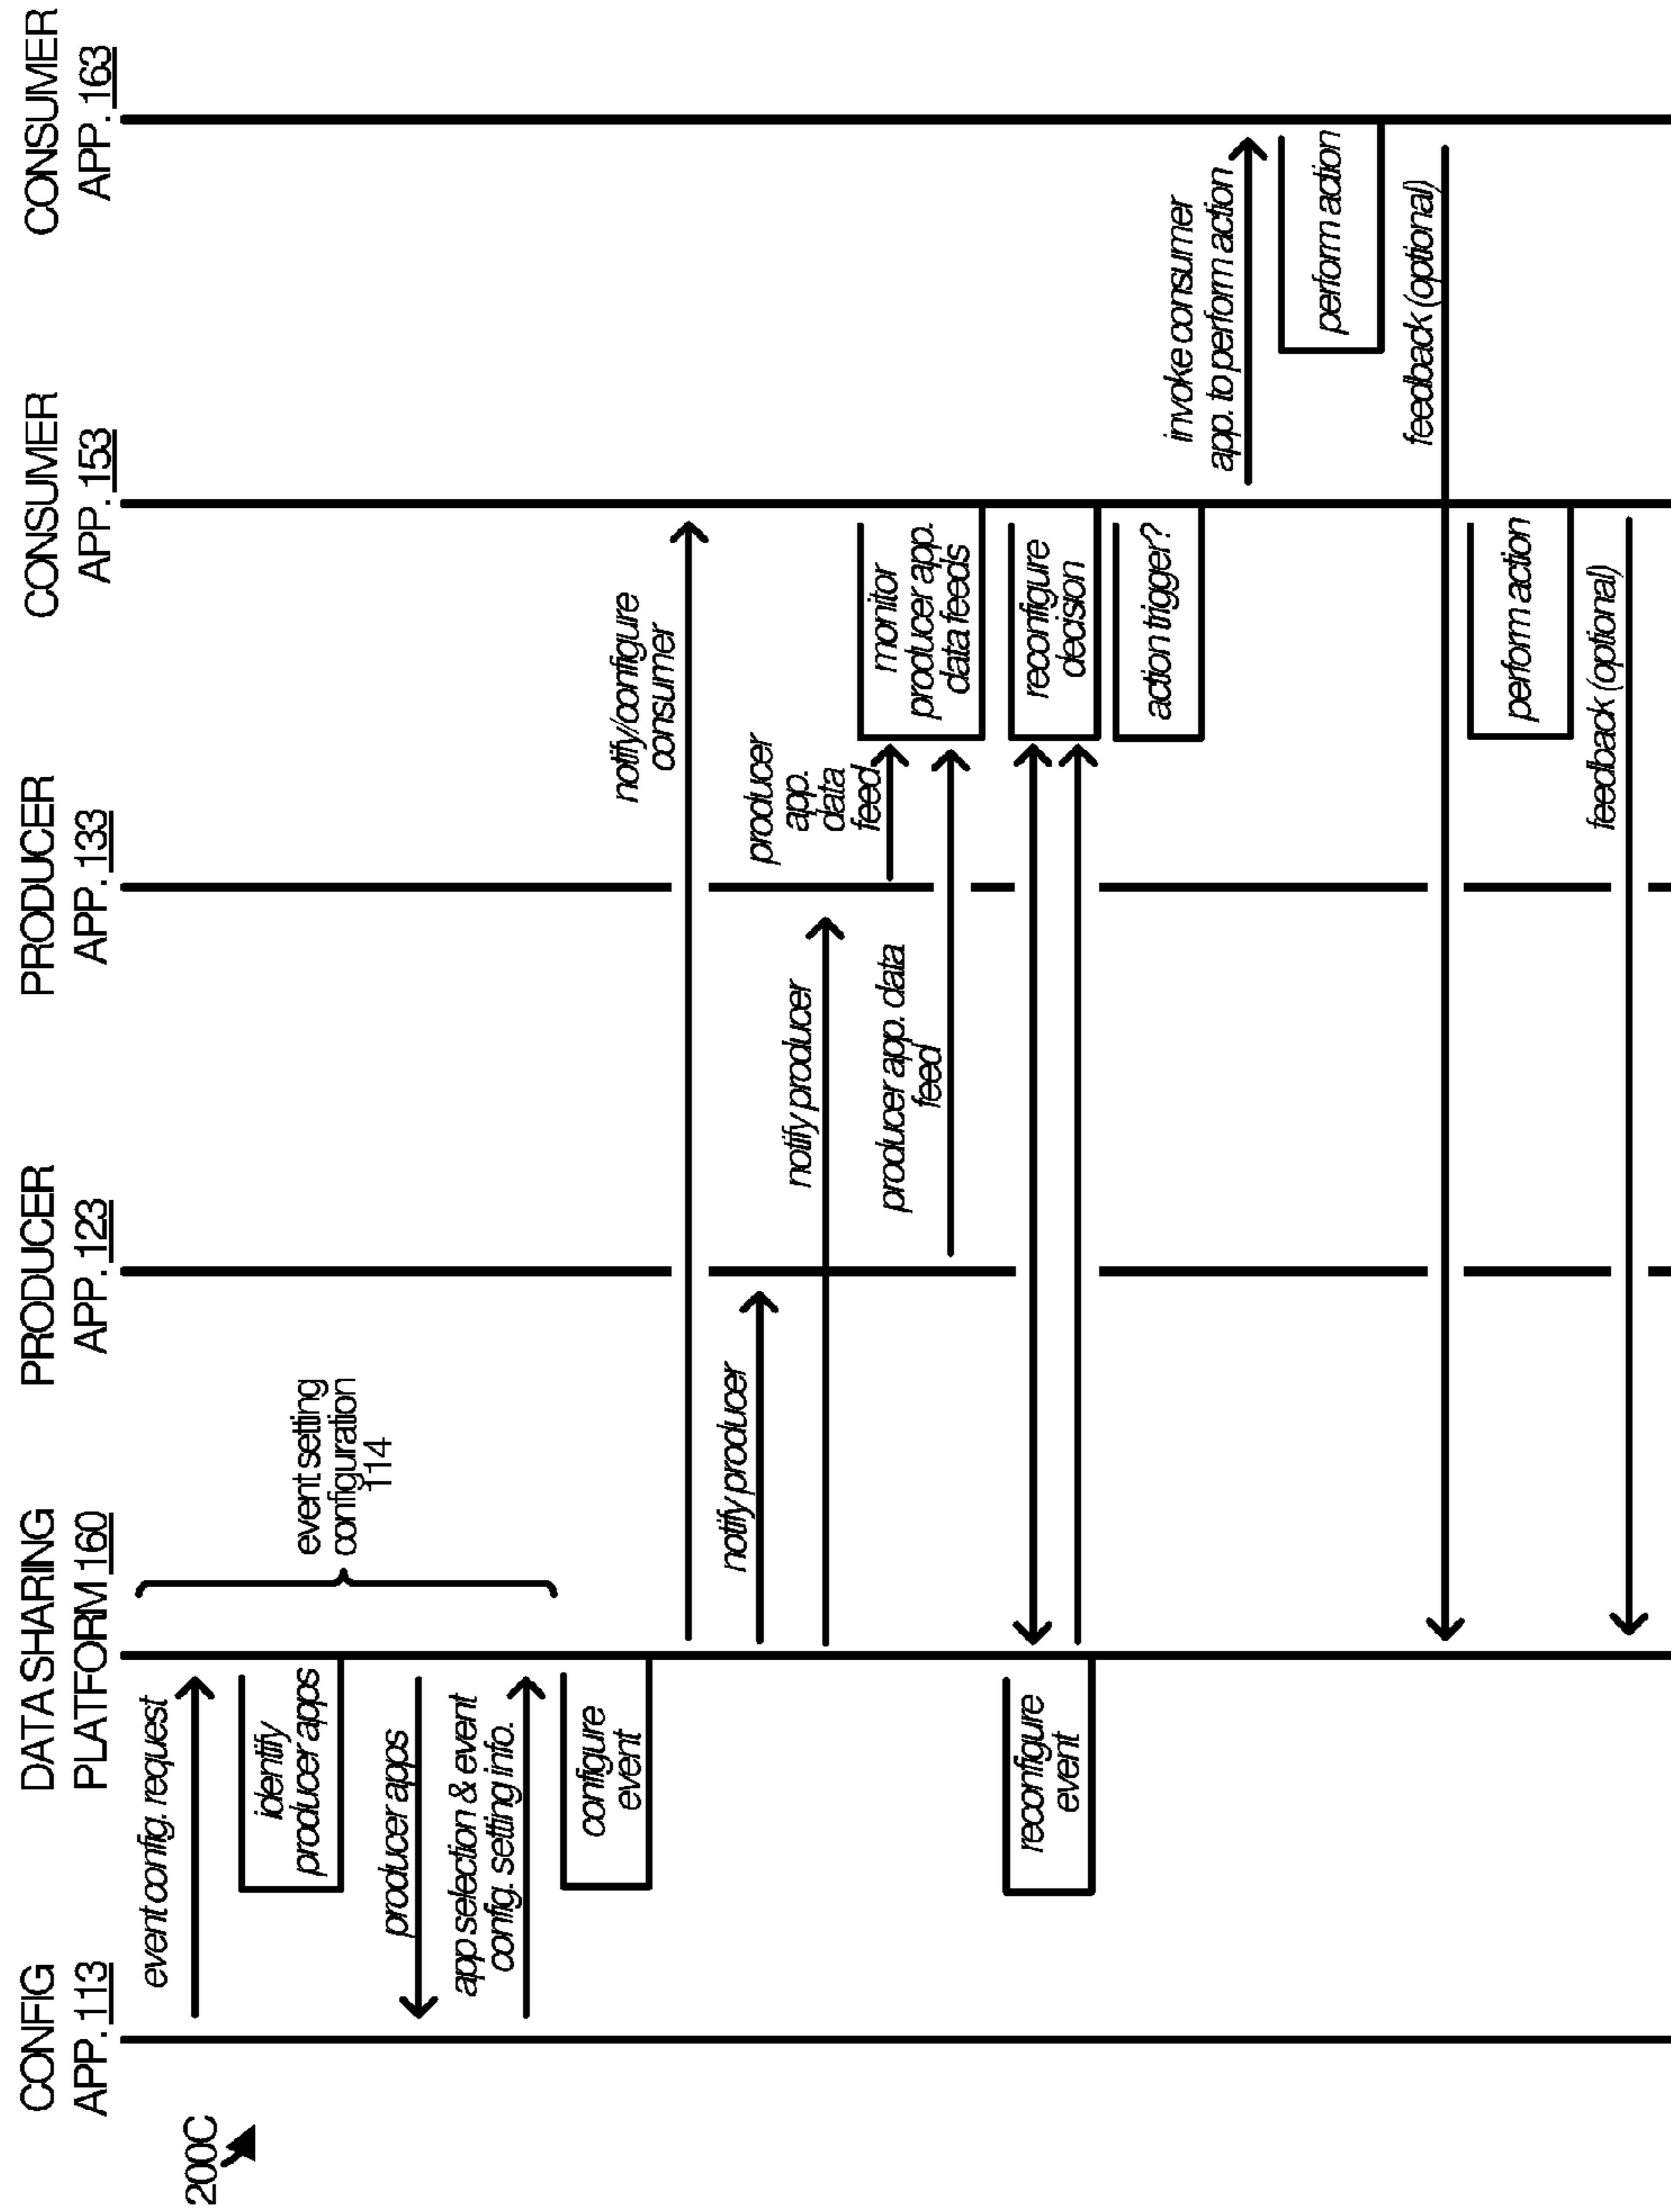 200C
CONFIG
APP. 113
DATA SHARING
PLATFORM 160
PRODUCER
APP. 123
PRODUCER
APP. 133
CONSUMER
APP. 153
CONSUMER
APP. 163
event config. request
identify
producer apps
event setting
configuration
114
producer apps
app selection & event
config. setting info.
configure
event
notify/configure
consumer
notify producer
notify producer
producer
app.
data
feed
monitor
producer app.
data feeds
producer app. data
feed
reconfigure
event
reconfigure
decision
action trigger?
invoke consumer
app. to perform action
perform action
feedback (optional)
perform action
feedback (optional)